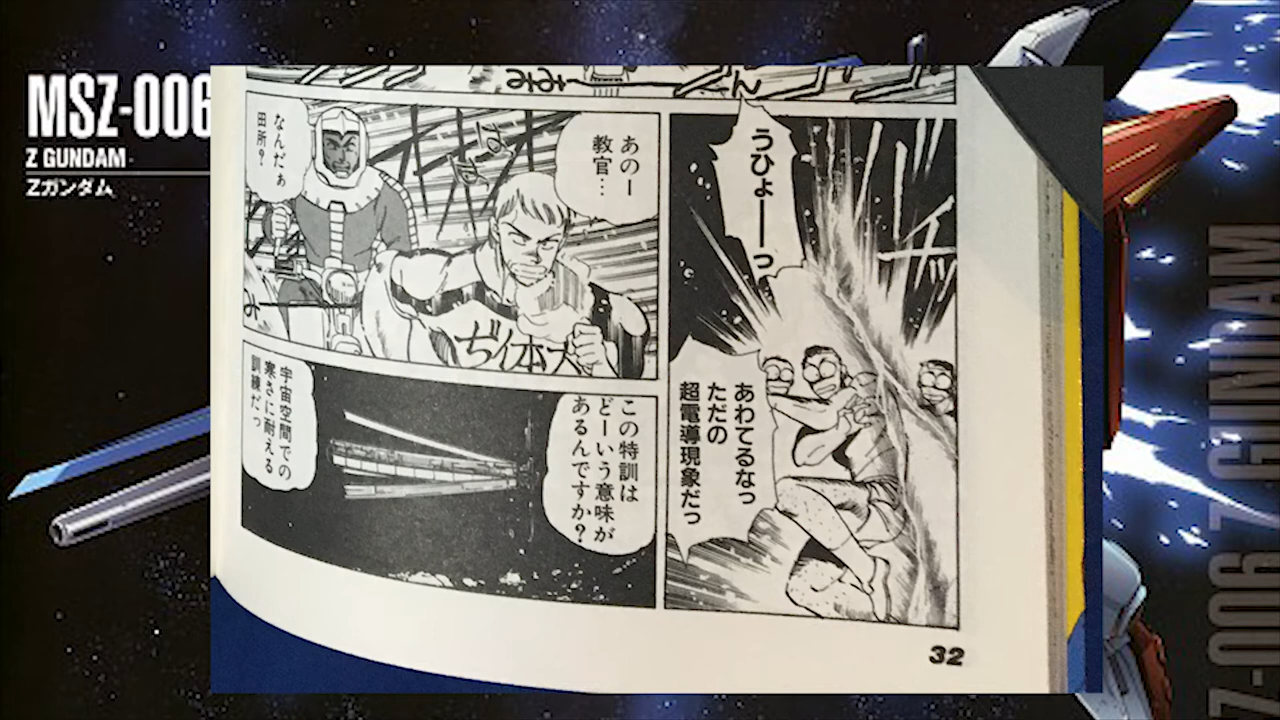 MSZ-006
Z GUNDAM
Zガンダム
うひょーーっ
あわてるなっ
ただの
超電導現象だっ
あのー
教官…
なんだぁ
田所？
ぢイ本大
この特訓は
どーいう意味が
あるんですか？
宇宙空間での
寒さに耐える
訓練だっ
32
Z-006 Z GUNDAM